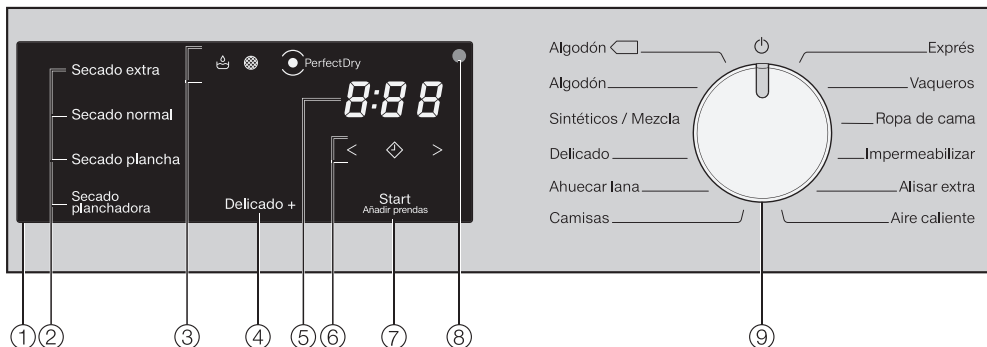 Secado extra
Secado normal
Secado plancha
Secado
planchadora
PerfectDry
8:88
< >
Delicado +
Start
Añadir prendas
Algodón
Algodón
Sintéticos / Mezcla
Delicado
Ahuecar lana
Camisas
Exprés
Vaqueros
Ropa de cama
Impermeabilizar
Alisar extra
Aire caliente
① ② ③ ④ ⑤ ⑥ ⑦ ⑧ ⑨